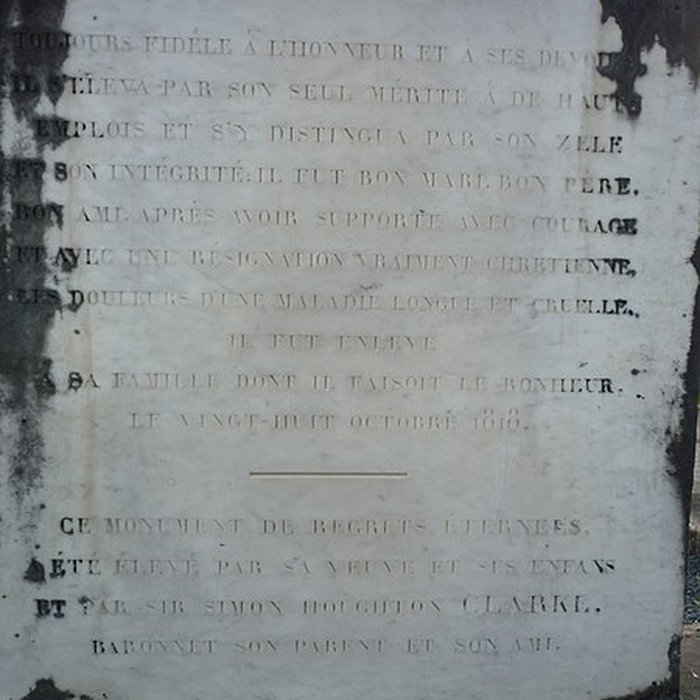 TOUJOURS FIDÉLE À L'HONNEUR ET À SES DEVOIRS
IL S'ÉLEVA PAR SON SEUL MÉRITE À DE HAUTS
EMPLOIS ET S'Y DISTINGUA PAR SON ZELE
ET SON INTÉGRITÉ: IL FUT BON MARI, BON PÈRE,
BON AMI. APRÈS AVOIR SUPPORTÉ AVEC COURAGE
ET AVEC UNE RÉSIGNATION VRAIMENT CHRÉTIENNE,
LES DOULEURS D'UNE MALADIE LONGUE ET CRUELLE,
IL FUT ENLEVÉ
À SA FAMILLE DONT IL FAISOIT LE BONHEUR.
LE VINGT-HUIT OCTOBRE 1818.
CE MONUMENT DE REGRETS ETERNELS,
A ÉTÉ ÉLEVÉ PAR SA VEUVE ET SES ENFANS
ET PAR SIR SIMON HOUGHTON CLARKE,
BARONNET SON PARENT ET SON AMI.